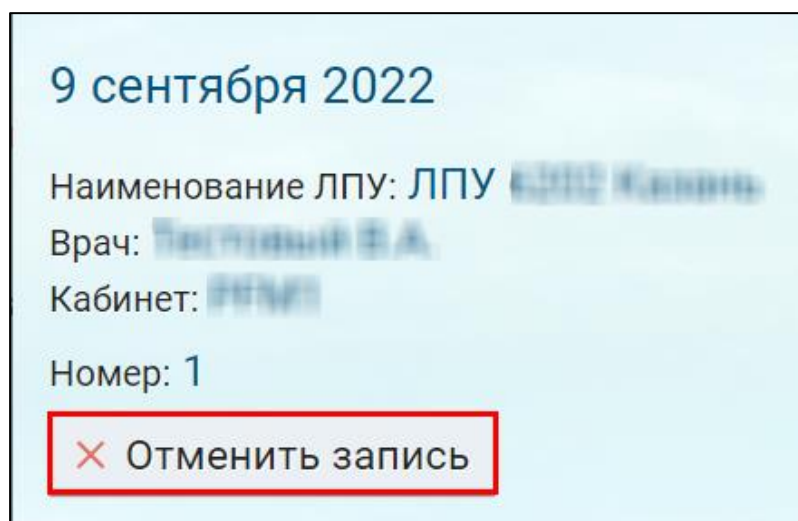 9 сентября 2022
Наименование ЛПУ: ЛПУ
Врач:
Кабинет:
Номер: 1
Отменить запись